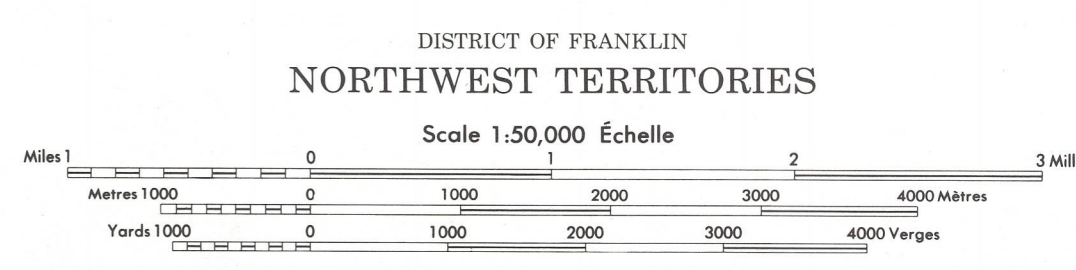 DISTRICT OF FRANKLIN
NORTHWEST TERRITORIES
Scale 1:50,000 Échelle
Miles 1 0 1 2 3 Mill
Metres 1000 0 1000 2000 3000 4000 Mètres
Yards 1000 0 1000 2000 3000 4000 Verges